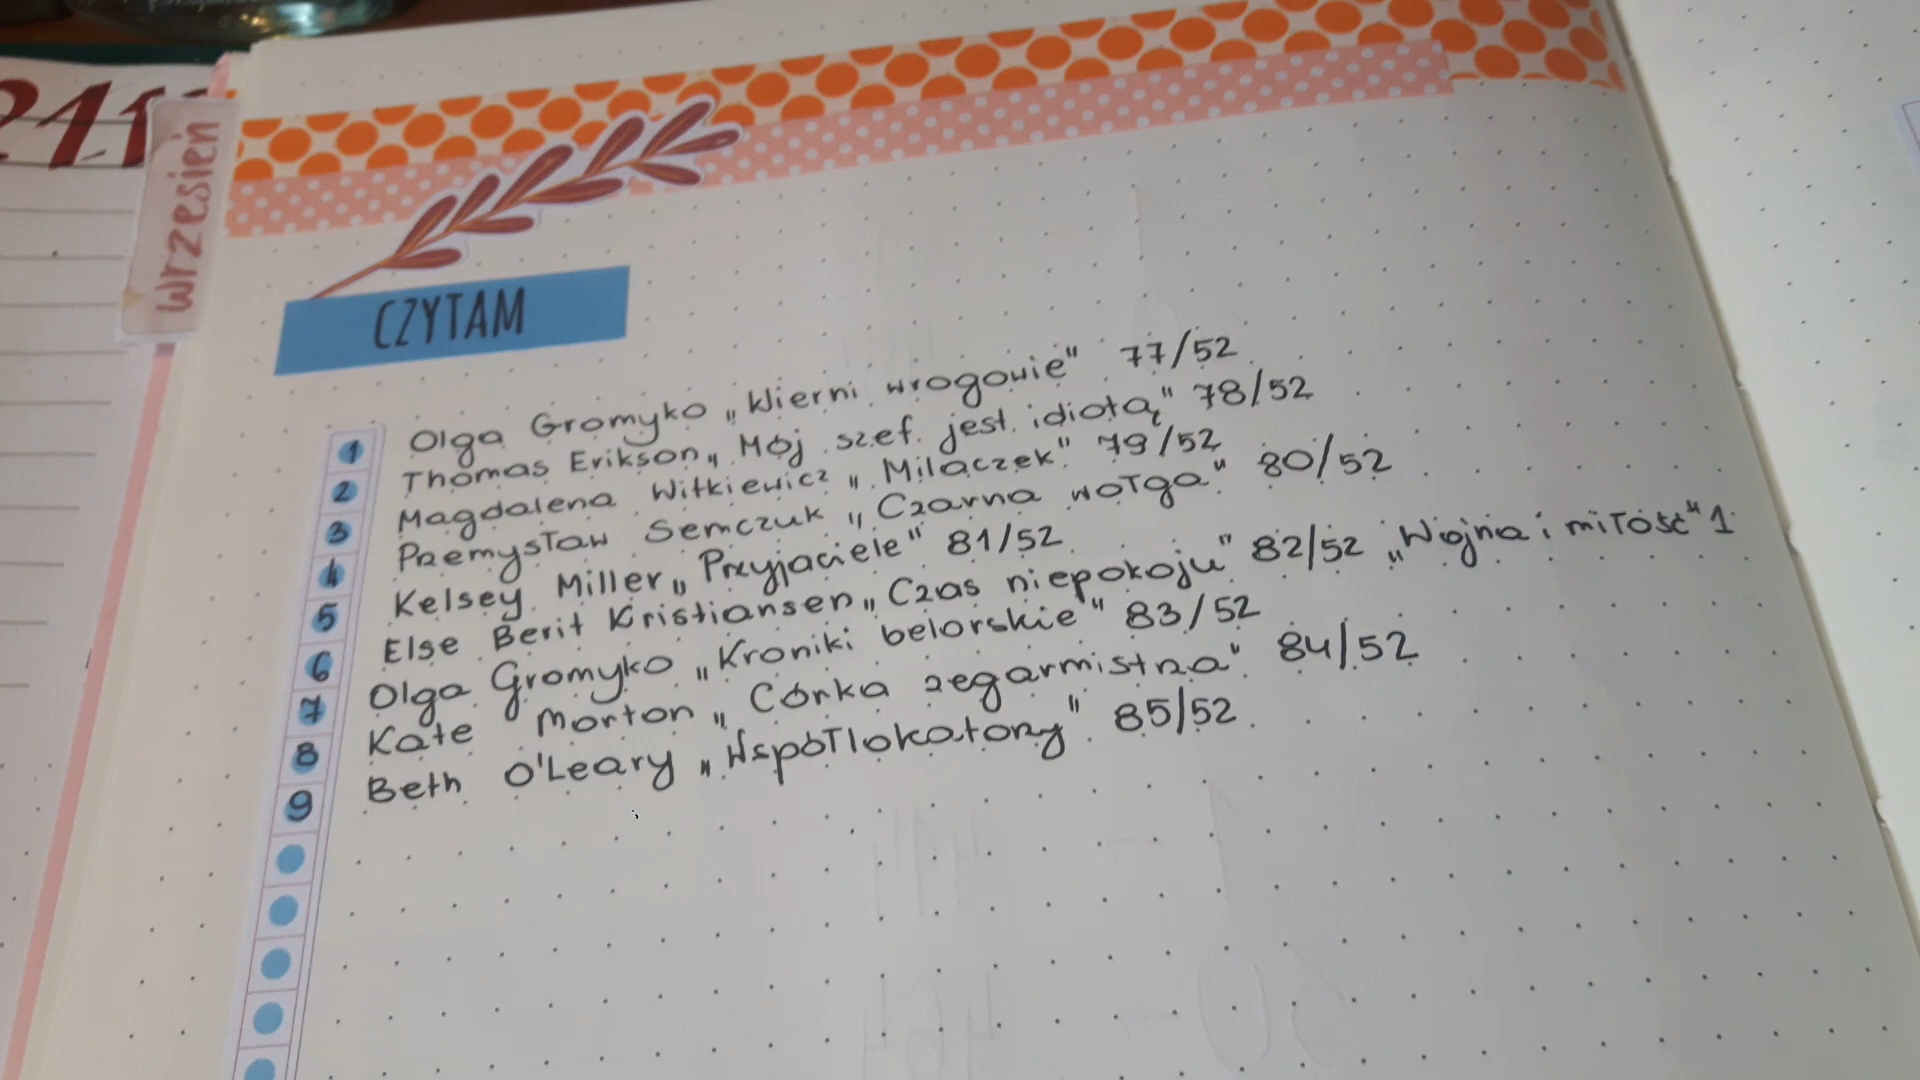 211
wrzesień
CZYTAM
1 Olga Gromyko „Wierni wrogowie" 77/52
2 Thomas Erikson „Mój szef jest idiotą" 78/52
3 Magdalena Witkiewicz „Milaczek" 79/52
4 Przemysław Semczuk „Czarna wołga" 80/52
5 Kelsey Miller „Przyjaciele" 81/52
6 Else Berit Kristiansen „Czas niepokoju" 82/52 „Wojna i miłość" 1
7 Olga Gromyko „Kroniki belorskie" 83/52
8 Kate Morton „Córka zegarmistrza" 84/52
9 Beth O'Leary „Współlokatorzy" 85/52